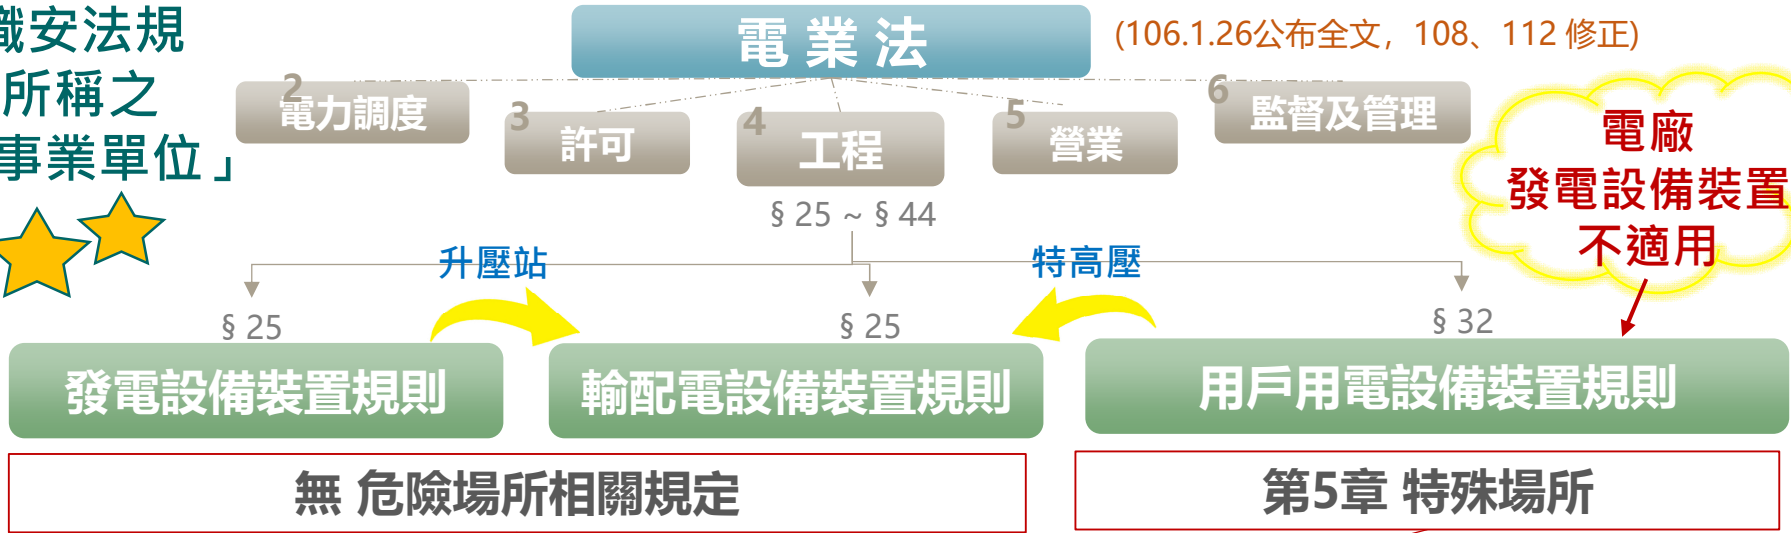 職安法規
所稱之
事業單位」
電業法
(106.1.26公布全文，108、112 修正)
2
電力調度
3
許可
4
工程
5
營業
6
監督及管理
電廠
發電設備裝置
不適用
§ 25 ~ § 44
升壓站
特高壓
§ 25
§ 25
§ 32
發電設備裝置規則
輸配電設備裝置規則
用戶用電設備裝置規則
無 危險場所相關規定
第5章 特殊場所